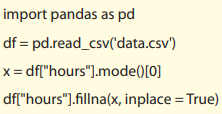 import pandas as pd
df = pd.read_csv('data.csv')
x = df["hours"].mode()[0]
df["hours"].fillna(x, inplace = True)